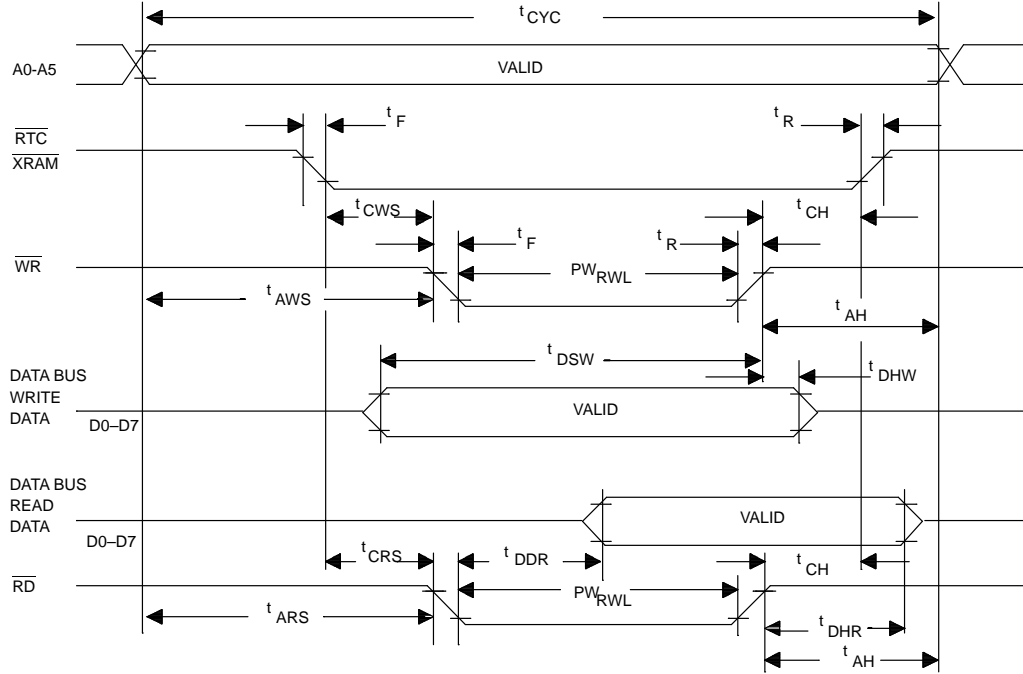 t CYC
A0-A5 VALID
t F t R
RTC
XRAM
t CWS t CH
t F t R
WR PW RWL
t AWS t AH
t DSW
DATA BUS t DHW
WRITE VALID
DATA D0–D7
DATA BUS
READ VALID
DATA D0–D7
t CRS t DDR t CH
RD PW RWL
t ARS t DHR
t AH